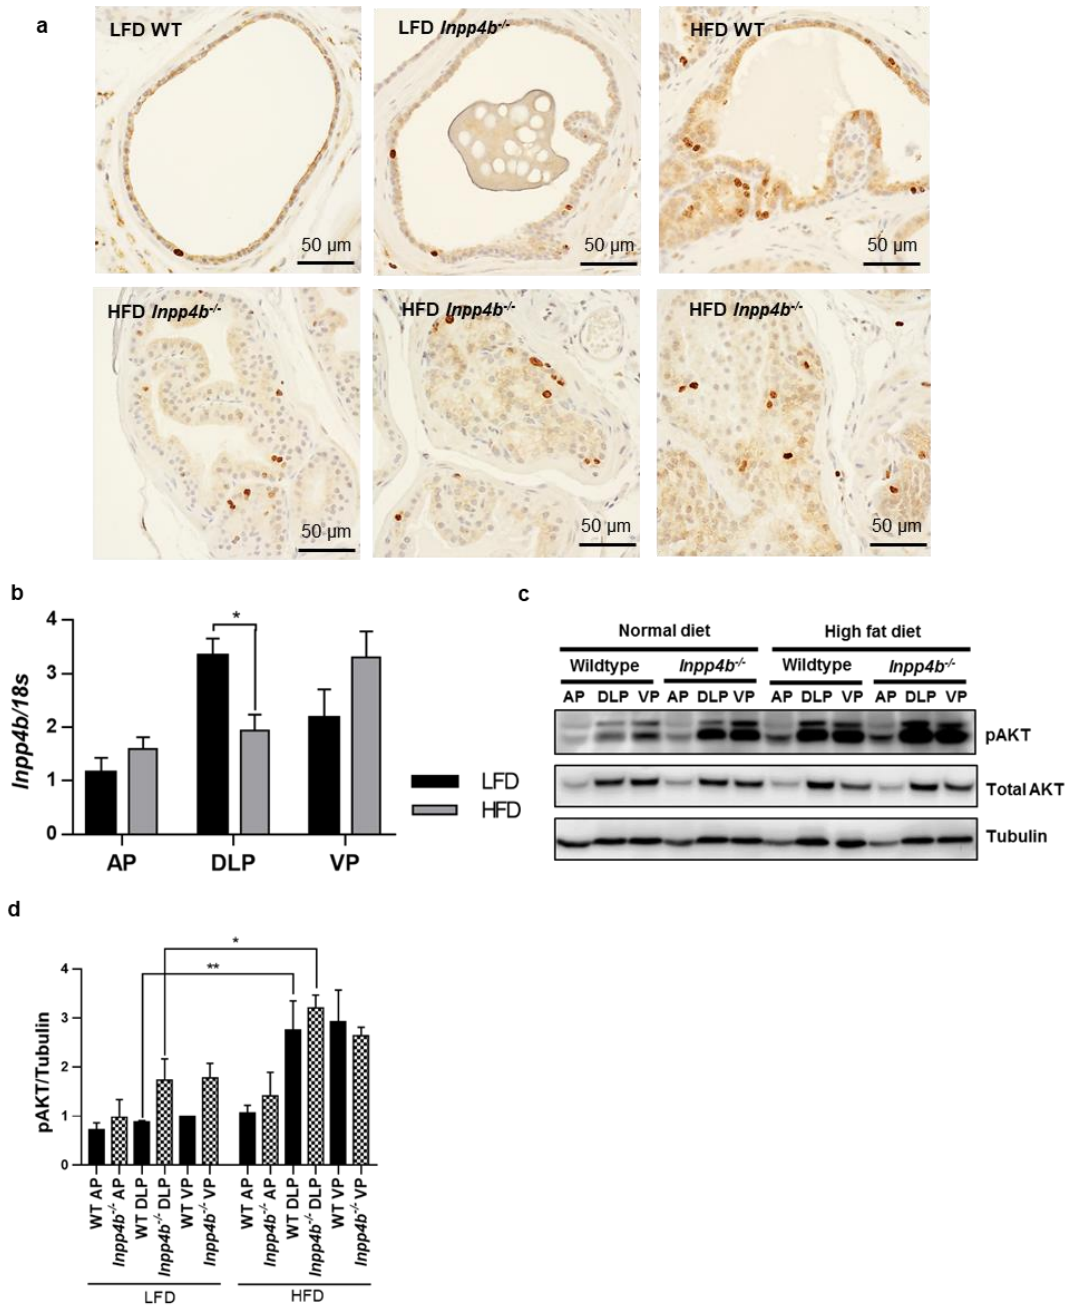 a
LFD WT
LFD Inpp4b-/-
HFD WT
50 µm
50 µm
50 µm
HFD Inpp4b-/-
HFD Inpp4b-/-
HFD Inpp4b-/-
50 µm
50 µm
50 µm
b
Inpp4b/18s
4
3
2
1
0
*
AP
DLP
VP
LFD
HFD
c
Normal diet
High fat diet
Wildtype
Inpp4b-/-
Wildtype
Inpp4b-/-
AP DLP VP AP DLP VP AP DLP VP AP DLP VP
pAKT
Total AKT
Tubulin
d
pAKT/Tubulin
4
3
2
1
0
*
**
WT AP
Inpp4b-/- AP
WT DLP
Inpp4b-/- DLP
WT VP
Inpp4b-/- VP
WT AP
Inpp4b-/- AP
WT DLP
Inpp4b-/- DLP
WT VP
Inpp4b-/- VP
LFD
HFD